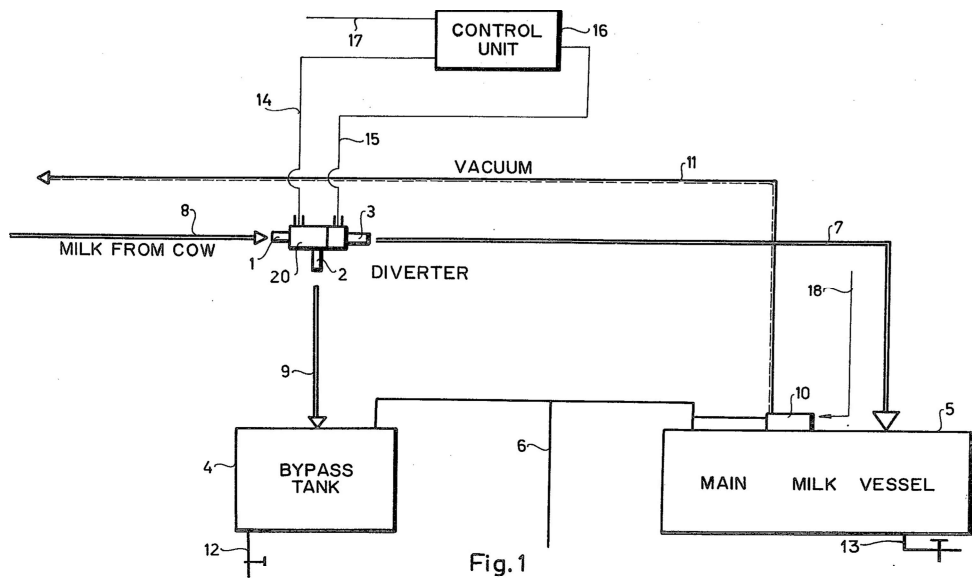 17
CONTROL
UNIT
16
14
15
VACUUM
11
8
3
7
MILK FROM COW
1
20
2
DIVERTER
18
9
10
5
4
BYPASS
TANK
6
MAIN MILK VESSEL
12
13
Fig.1